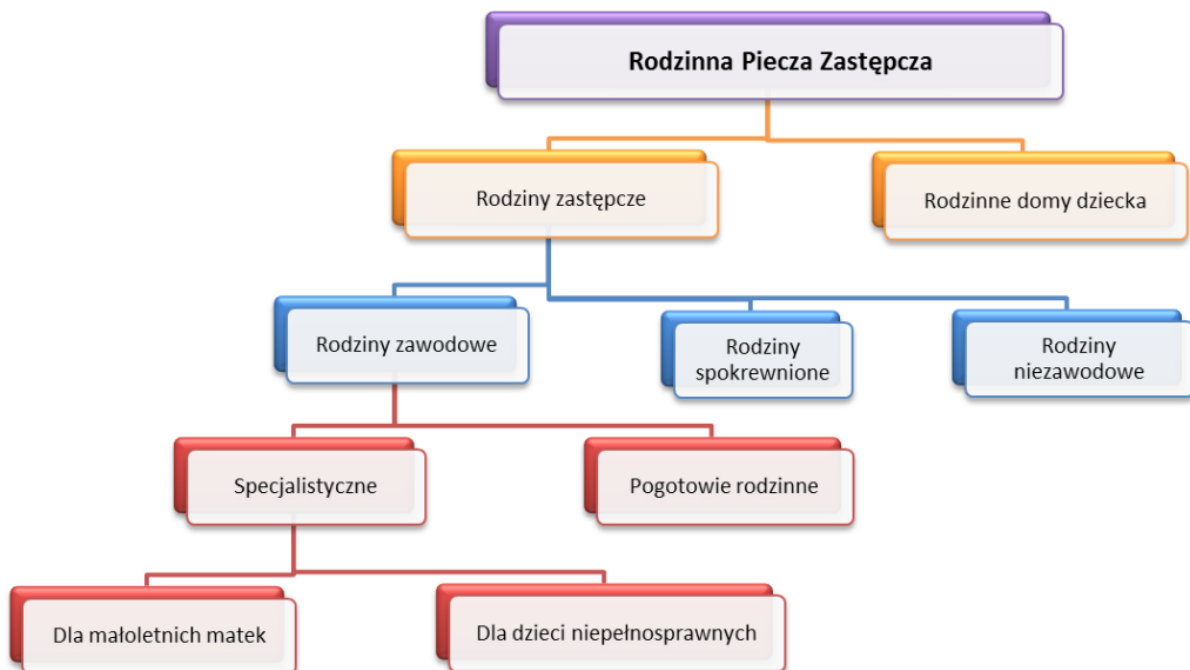 Rodzinna Piecza Zastępcza
Rodziny zastępcze
Rodzinne domy dziecka
Rodziny zawodowe
Rodziny
spokrewnione
Rodziny
niezawodowe
Specjalistyczne
Pogotowie rodzinne
Dla małoletnich matek
Dla dzieci niepełnosprawnych